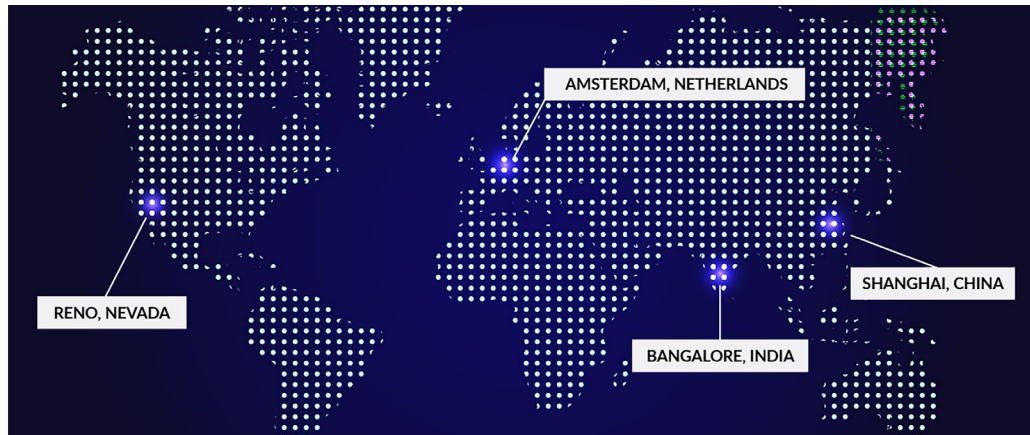 AMSTERDAM, NETHERLANDS
RENO, NEVADA
SHANGHAI, CHINA
BANGALORE, INDIA